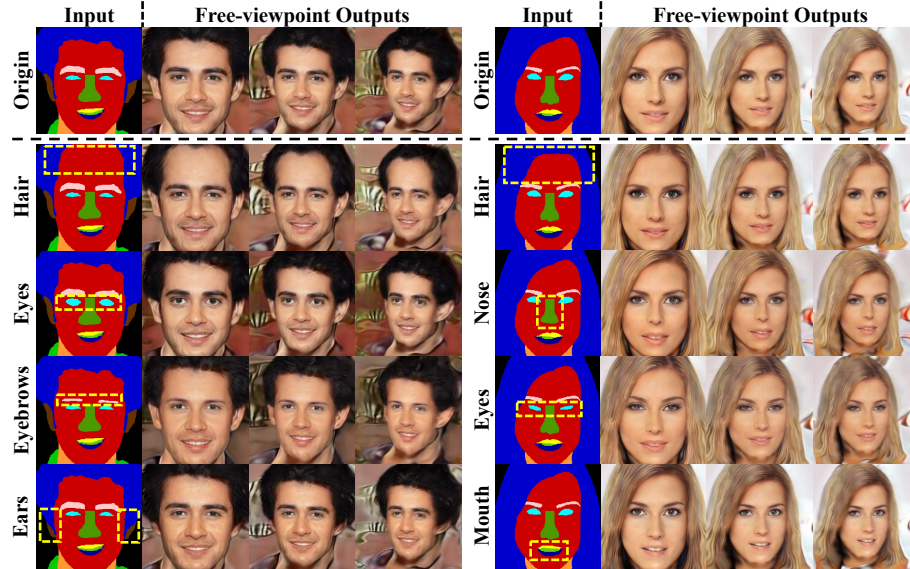 Input Free-viewpoint Outputs Input Free-viewpoint Outputs
Origin
Origin
Hair
Hair
Eyes
Nose
Eyebrows
Eyes
Ears
Mouth